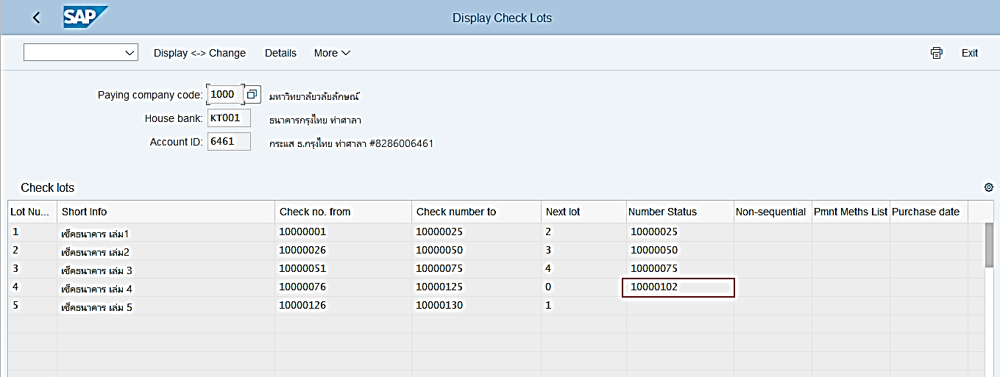 SAP Display Check Lots
Display <-> Change Details More Exit
Paying company code: 1000 มหาวิทยาลัยวลัยลักษณ์
House bank: KT001 ธนาคารกรุงไทย ท่าศาลา
Account ID: 6461 กระแส ธ.กรุงไทย ท่าศาลา #8286006461
Check lots
Lot Nu... Short Info Check no. from Check number to Next lot Number Status Non-sequential Pmnt Meths List Purchase date
1 เช็คธนาคาร เล่ม1 10000001 10000025 2 10000025
2 เช็คธนาคาร เล่ม2 10000026 10000050 3 10000050
3 เช็คธนาคาร เล่ม 3 10000051 10000075 4 10000075
4 เช็คธนาคาร เล่ม 4 10000076 10000125 0 10000102
5 เช็คธนาคาร เล่ม 5 10000126 10000130 1